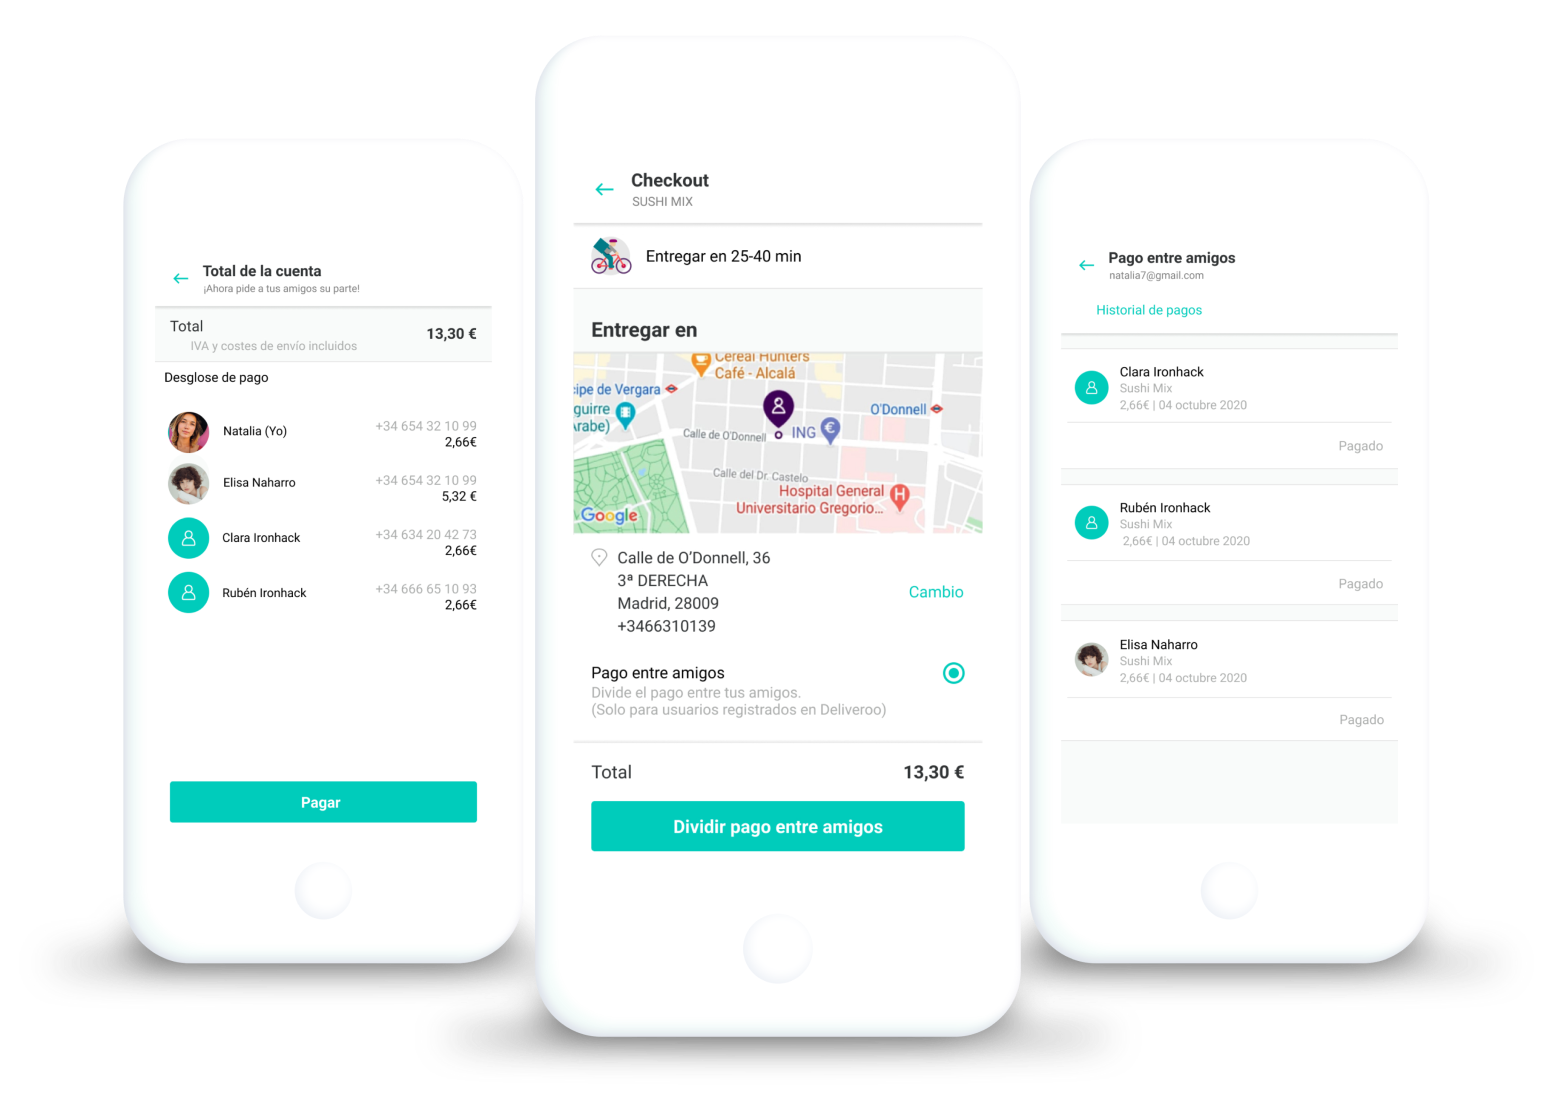 Total de la cuenta
¡Ahora pide a tus amigos su parte!
Total
13,30 €
IVA y costes de envío incluidos
Desglose de pago
Natalia (Yo)
+34 654 32 10 99
2,66€
Elisa Naharro
+34 654 32 10 99
5,32 €
Clara Ironhack
+34 634 20 42 73
2,66€
Rubén Ironhack
+34 666 65 10 93
2,66€
Pagar
Checkout
SUSHI MIX
Entregar en 25-40 min
Entregar en
Cereal Hunters
Café - Alcalá
cipe de Vergara
guirre
Arabe)
O'Donnell
Calle de O'Donnell
ING
€
Calle del Dr. Castelo
Hospital General
Universitario Gregorio...
H
Google
Calle de O'Donnell, 36
3ª DERECHA
Madrid, 28009
+3466310139
Cambio
Pago entre amigos
Divide el pago entre tus amigos.
(Solo para usuarios registrados en Deliveroo)
Total
13,30 €
Dividir pago entre amigos
Pago entre amigos
natalia7@gmail.com
Historial de pagos
Clara Ironhack
Sushi Mix
2,66€ | 04 octubre 2020
Pagado
Rubén Ironhack
Sushi Mix
2,66€ | 04 octubre 2020
Pagado
Elisa Naharro
Sushi Mix
2,66€ | 04 octubre 2020
Pagado